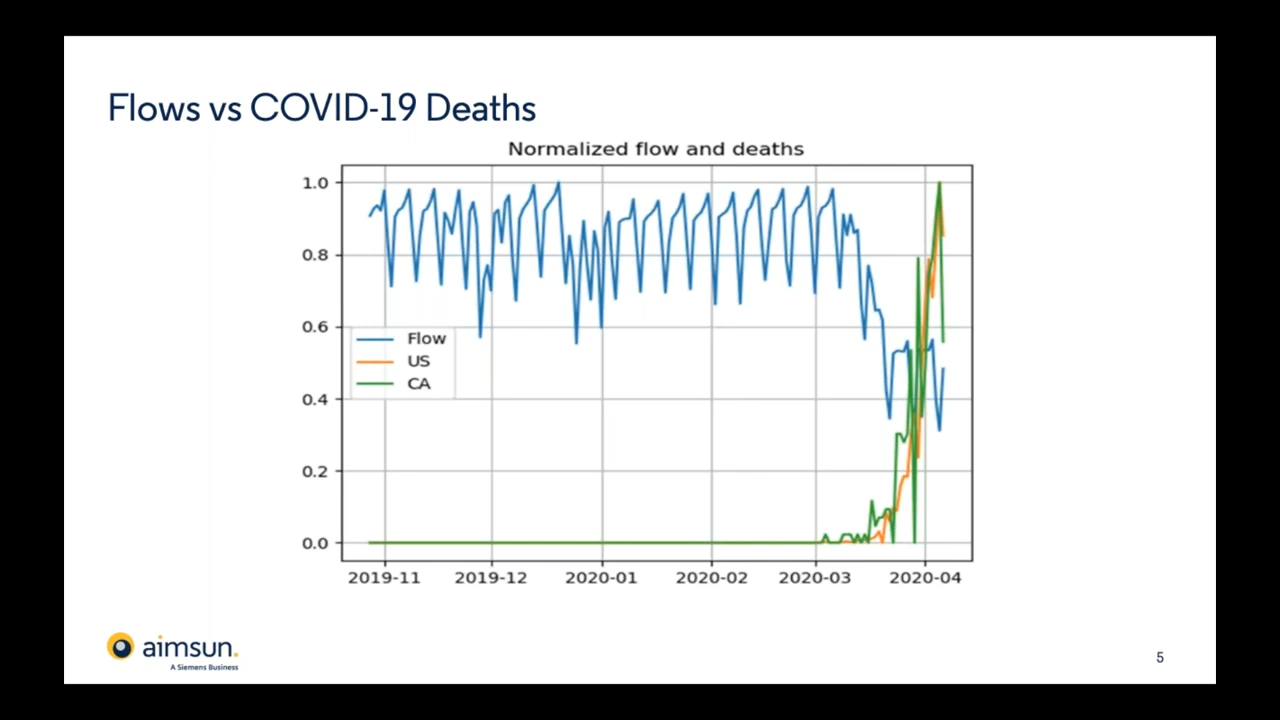 Flows vs COVID-19 Deaths
Normalized flow and deaths
1.0
0.8
0.6
0.4
0.2
0.0
Flow
US
CA
2019-11 2019-12 2020-01 2020-02 2020-03 2020-04
aimsun.
A Siemens Business
5